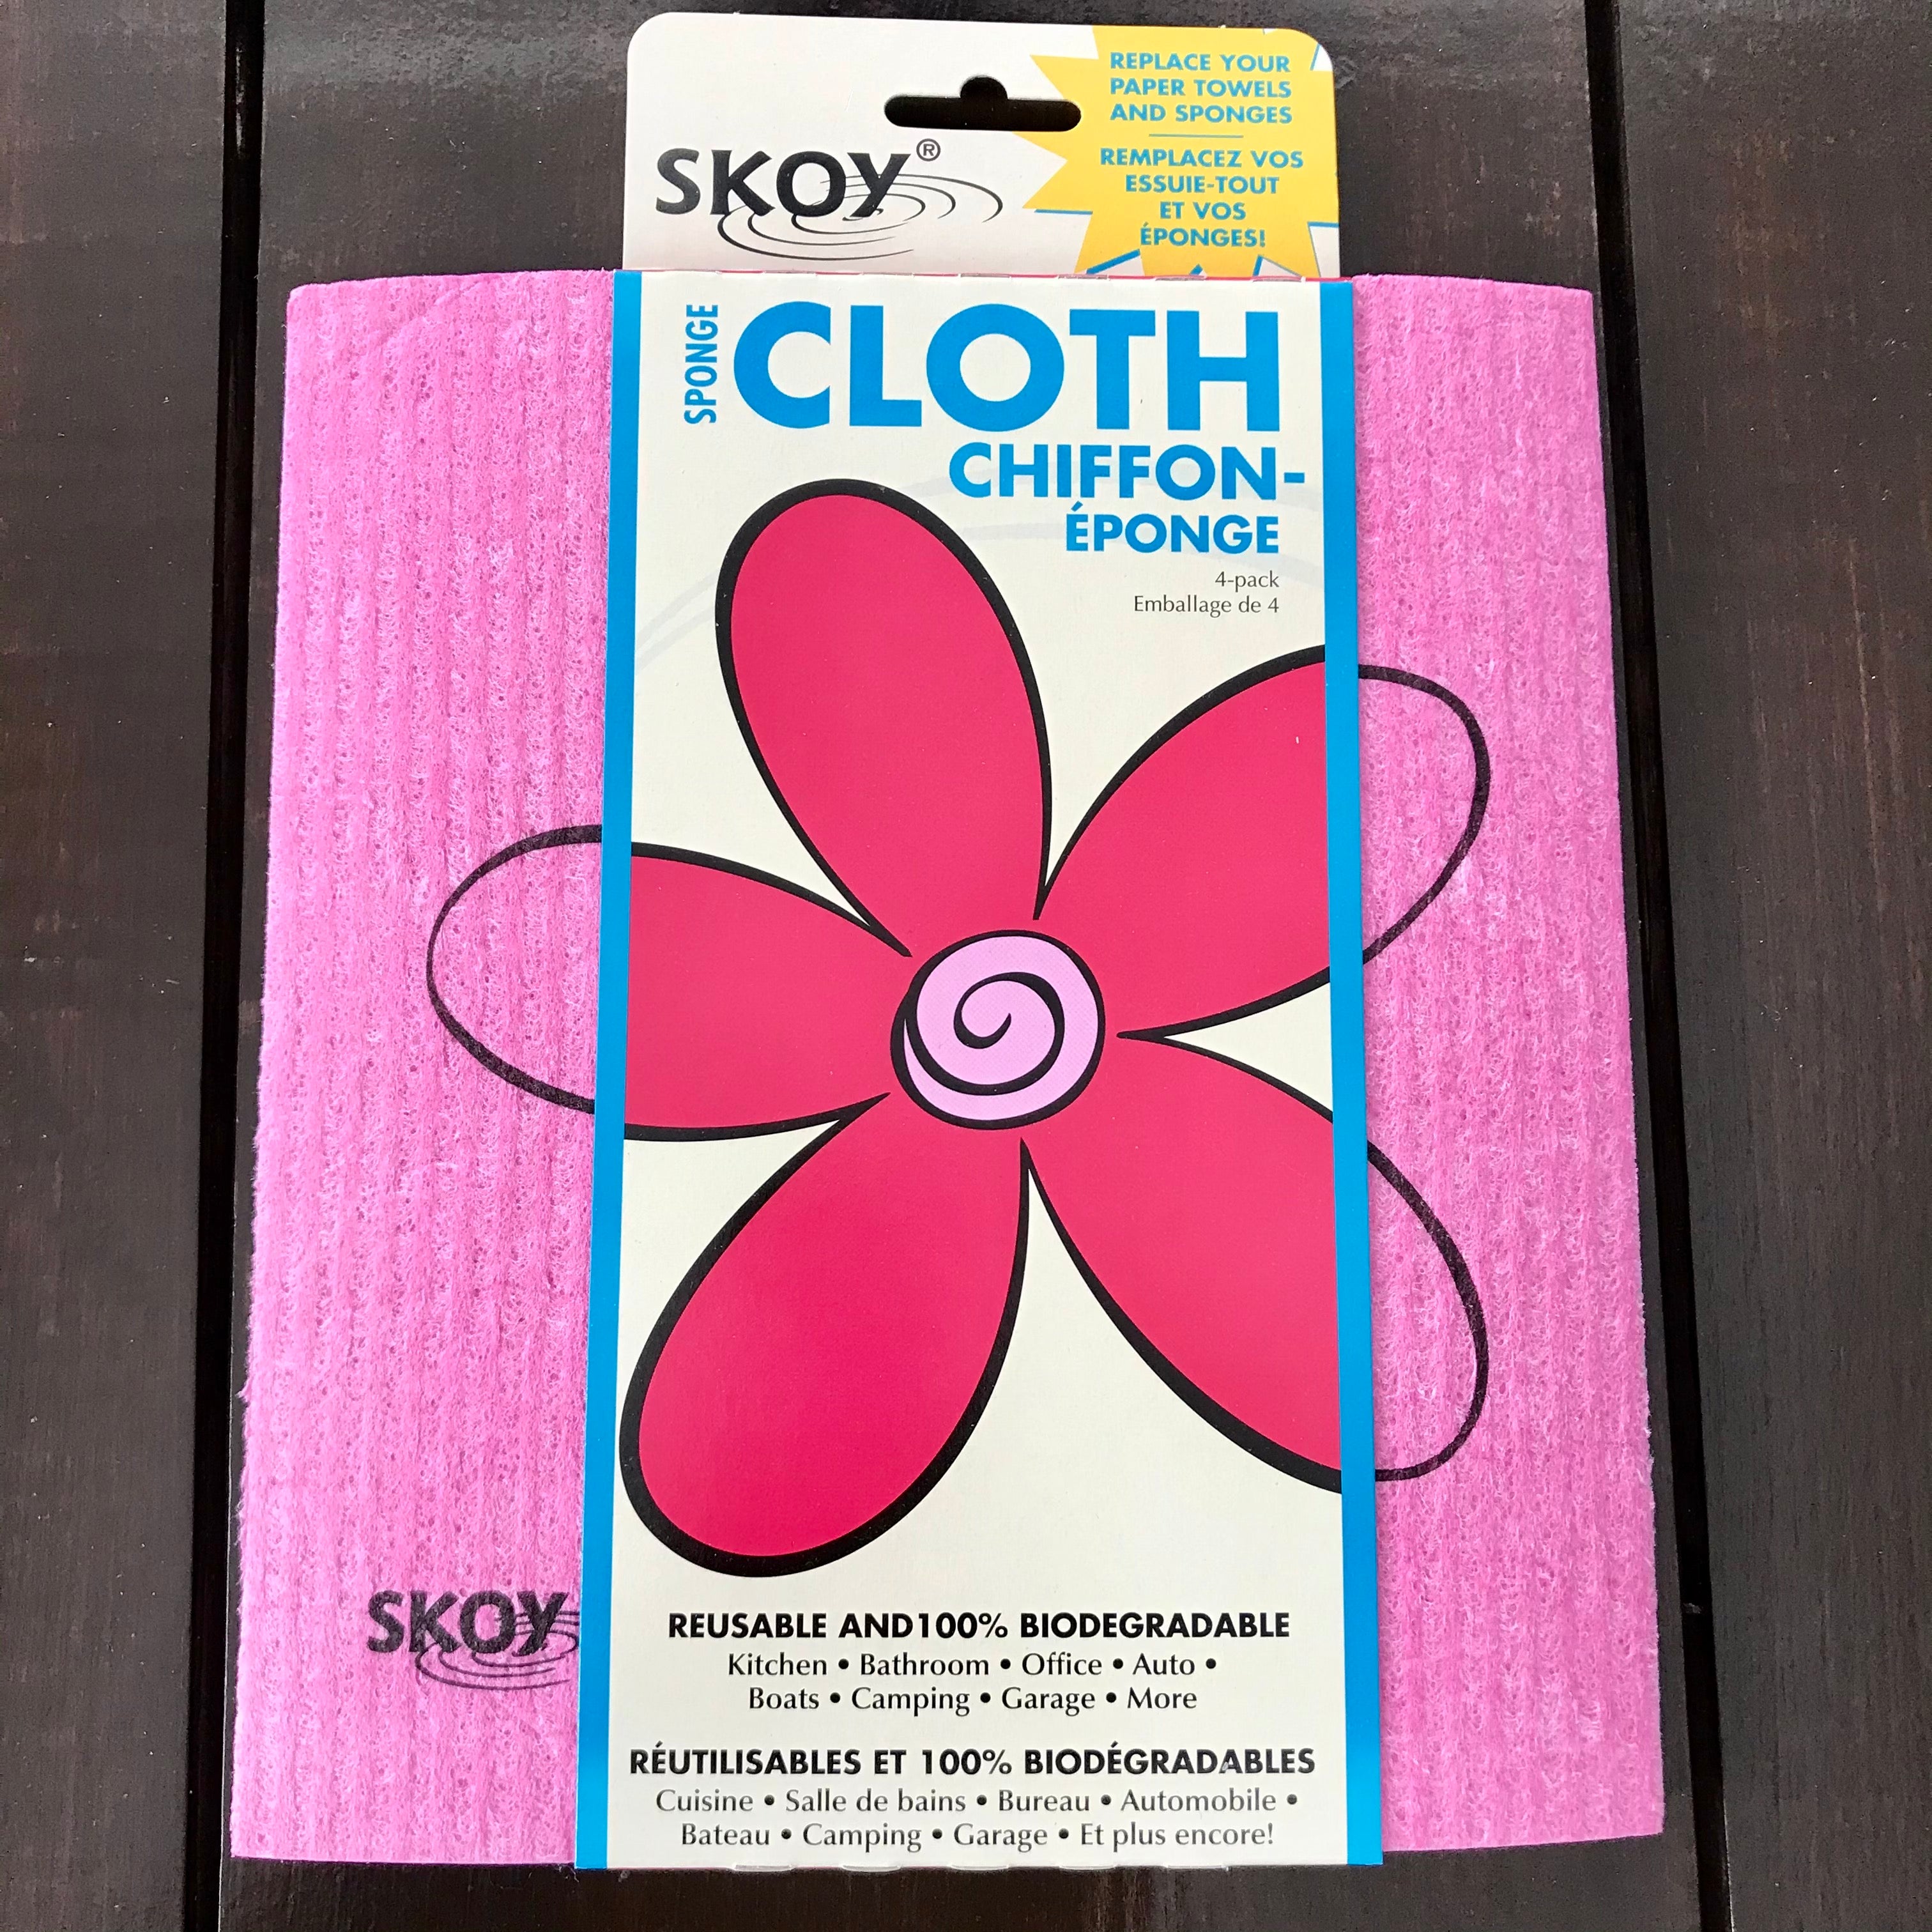 SKOY®
REPLACE YOUR
PAPER TOWELS
AND SPONGES
REMPLACEZ VOS
ESSUIE-TOUT
ET VOS
ÉPONGES!
SPONGE
CLOTH
CHIFFON-
ÉPONGE
4-pack
Emballage de 4
SKOY
REUSABLE AND100% BIODEGRADABLE
Kitchen • Bathroom • Office • Auto •
Boats • Camping • Garage • More
RÉUTILISABLES ET 100% BIODÉGRADABLES
Cuisine • Salle de bains • Bureau • Automobile •
Bateau • Camping • Garage • Et plus encore!